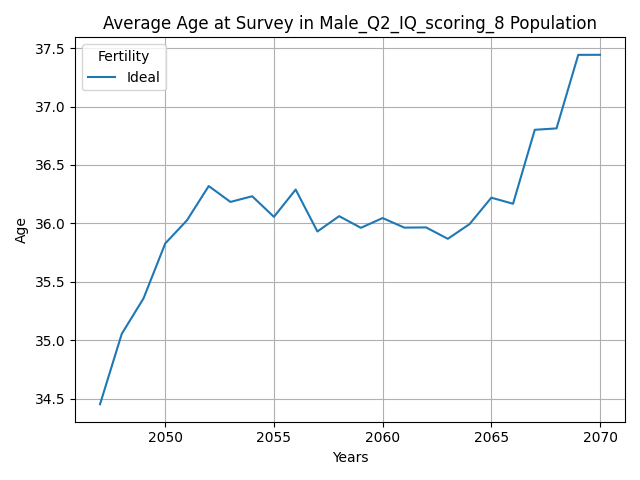 Average Age at Survey in Male_Q2_IQ_scoring_8 Population
Fertility
Ideal
37.5
37.0
36.5
36.0
35.5
35.0
34.5
Age
2050 2055 2060 2065 2070
Years